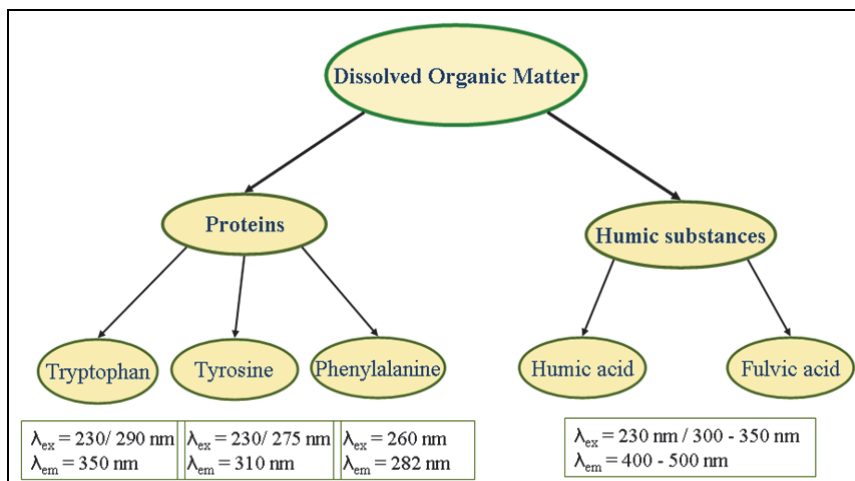 Dissolved Organic Matter
Proteins
Humic substances
Tryptophan
Tyrosine
Phenylalanine
Humic acid
Fulvic acid
λex = 230/ 290 nm
λem = 350 nm
λex = 230/ 275 nm
λem = 310 nm
λex = 260 nm
λem = 282 nm
λex = 230 nm / 300 - 350 nm
λem = 400 - 500 nm